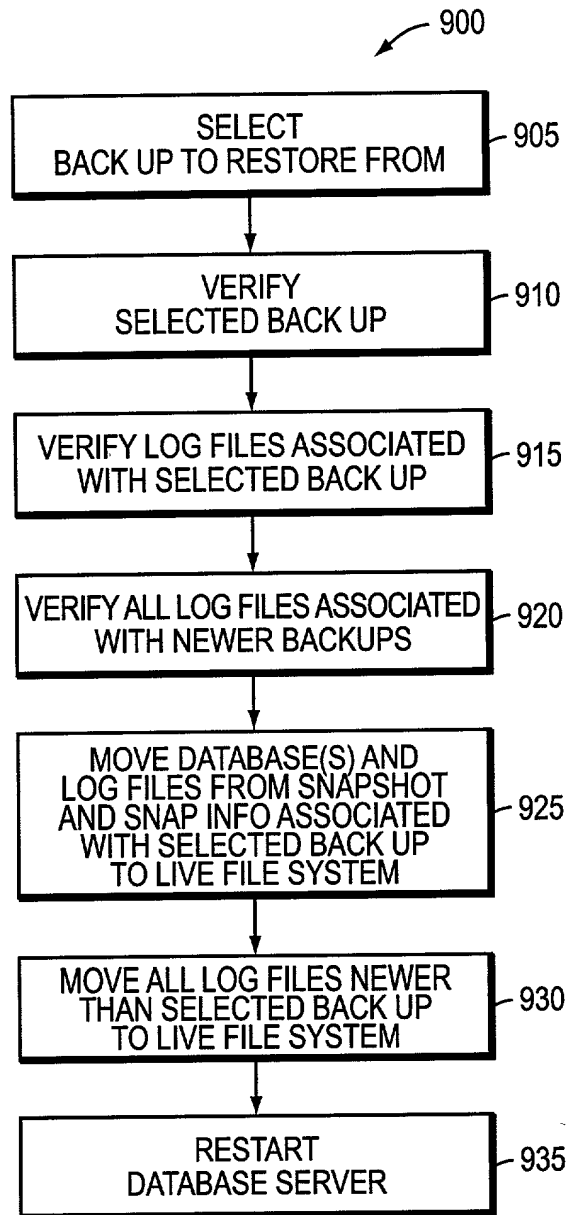 900
SELECT
BACK UP TO RESTORE FROM
905
VERIFY
SELECTED BACK UP
910
VERIFY LOG FILES ASSOCIATED
WITH SELECTED BACK UP
915
VERIFY ALL LOG FILES ASSOCIATED
WITH NEWER BACKUPS
920
MOVE DATABASE(S) AND
LOG FILES FROM SNAPSHOT
AND SNAP INFO ASSOCIATED
WITH SELECTED BACK UP
TO LIVE FILE SYSTEM
925
MOVE ALL LOG FILES NEWER
THAN SELECTED BACK UP
TO LIVE FILE SYSTEM
930
RESTART
DATABASE SERVER
935